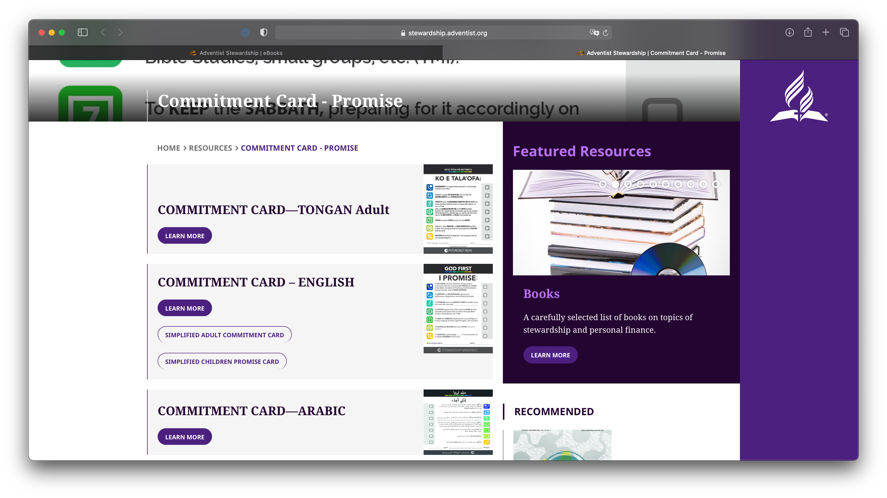 stewardship.adventist.org
Adventist Stewardship | eBooks
Adventist Stewardship | Commitment Card - Promise
Bible Studies, small groups, etc. (TMI).
7
To KEEP the SABBATH, preparing for it accordingly on
Commitment Card - Promise
HOME > RESOURCES > COMMITMENT CARD - PROMISE
COMMITMENT CARD—TONGAN Adult
LEARN MORE
KO E TALA'OFA:
COMMITMENT CARD – ENGLISH
LEARN MORE
SIMPLIFIED ADULT COMMITMENT CARD
SIMPLIFIED CHILDREN PROMISE CARD
GOD FIRST
I PROMISE:
COMMITMENT CARD—ARABIC
LEARN MORE
Featured Resources
Books
A carefully selected list of books on topics of
stewardship and personal finance.
LEARN MORE
RECOMMENDED